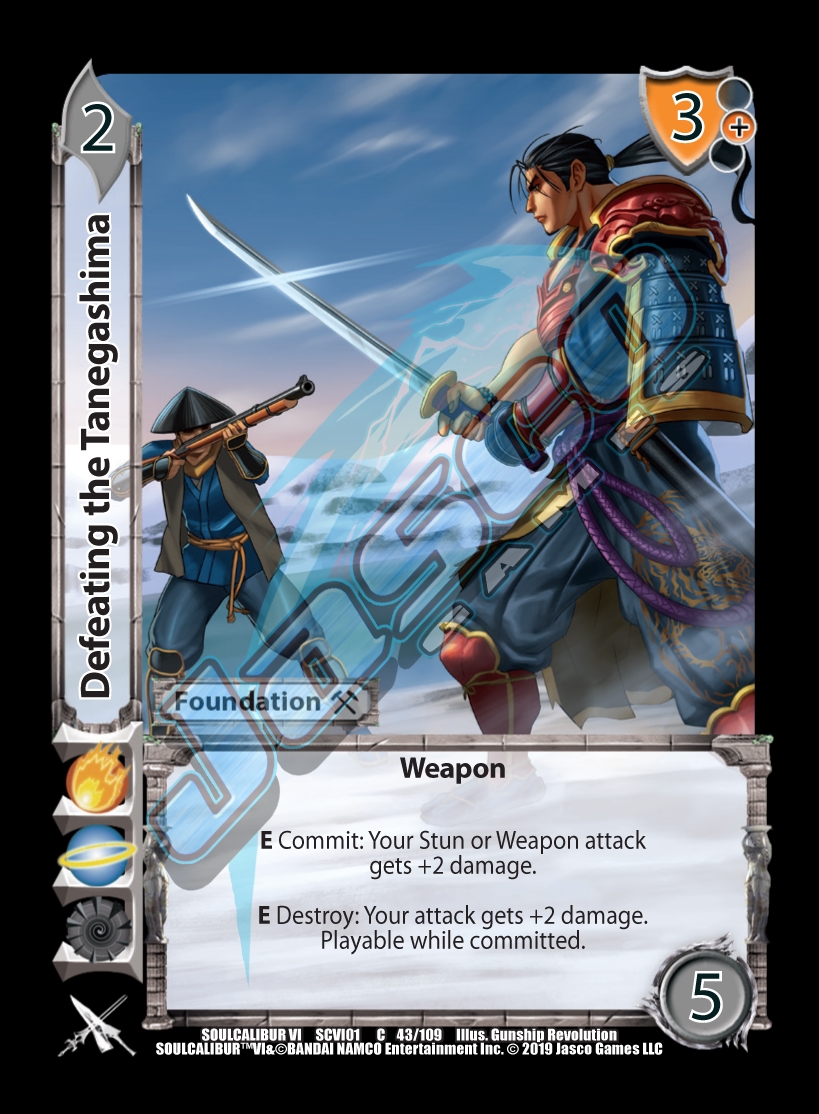 2
3
+
Defeating the Tanegashima
Foundation
Weapon
E Commit: Your Stun or Weapon attack
gets +2 damage.
E Destroy: Your attack gets +2 damage.
Playable while committed.
5
SOULCALIBUR VI SCVI01 C 43/109 Illus. Gunship Revolution
SOULCALIBUR™VI&©BANDAI NAMCO Entertainment Inc. © 2019 Jasco Games LLC
JASCO
GAMES